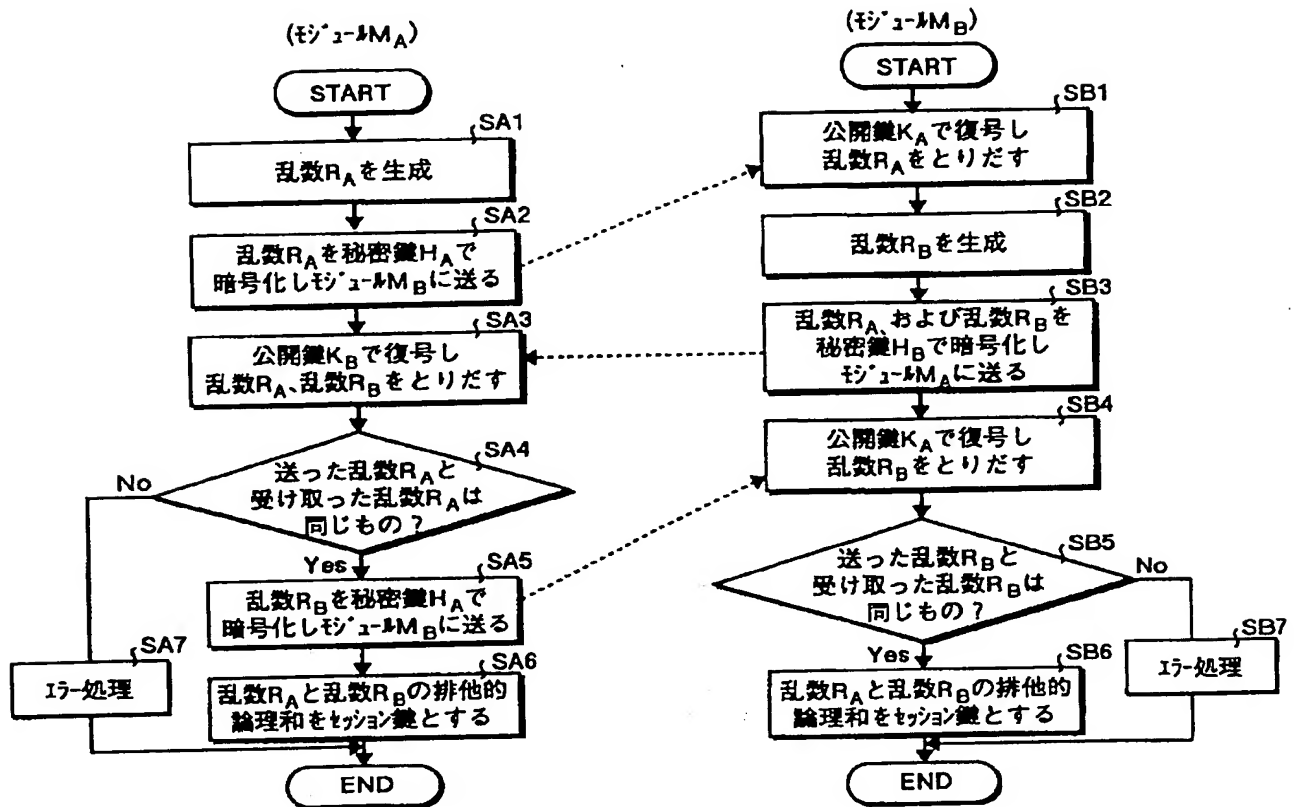 (ﾓｼﾞｭｰﾙMA)
START
SA1
乱数RAを生成
SA2
乱数RAを秘密鍵HAで
暗号化しﾓｼﾞｭｰﾙMBに送る
SA3
公開鍵KBで復号し
乱数RA、乱数RBをとりだす
SA4
No
送った乱数RAと
受け取った乱数RAは
同じもの？
Yes
SA5
乱数RBを秘密鍵HAで
暗号化しﾓｼﾞｭｰﾙMBに送る
SA7
ｴﾗｰ処理
SA6
乱数RAと乱数RBの排他的
論理和をｾｯｼｮﾝ鍵とする
END
(ﾓｼﾞｭｰﾙMB)
START
SB1
公開鍵KAで復号し
乱数RAをとりだす
SB2
乱数RBを生成
SB3
乱数RA、および乱数RBを
秘密鍵HBで暗号化し
ﾓｼﾞｭｰﾙMAに送る
SB4
公開鍵KAで復号し
乱数RBをとりだす
SB5
送った乱数RBと
受け取った乱数RBは
同じもの？
No
Yes
SB7
ｴﾗｰ処理
SB6
乱数RAと乱数RBの排他的
論理和をｾｯｼｮﾝ鍵とする
END